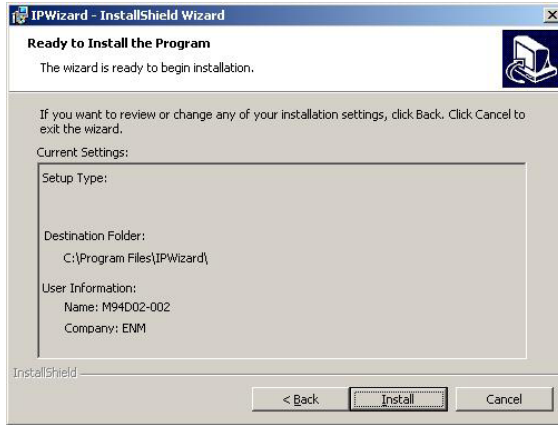 IPWizard - InstallShield Wizard
Ready to Install the Program
The wizard is ready to begin installation.
If you want to review or change any of your installation settings, click Back. Click Cancel to
exit the wizard.
Current Settings:
Setup Type:
Destination Folder:
C:\Program Files\IPWizard\
User Information:
Name: M94D02-002
Company: ENM
InstallShield
< Back
Install
Cancel